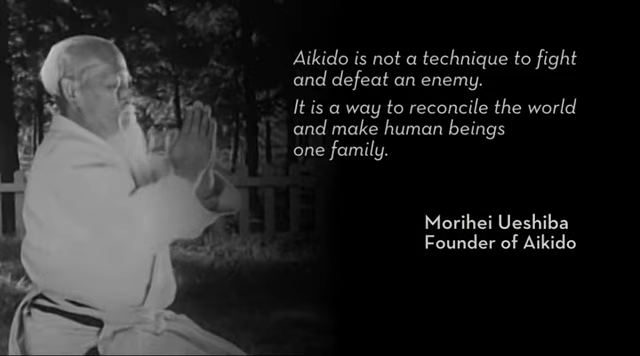 Aikido is not a technique to fight
and defeat an enemy.
It is a way to reconcile the world
and make human beings
one family.
Morihei Ueshiba
Founder of Aikido